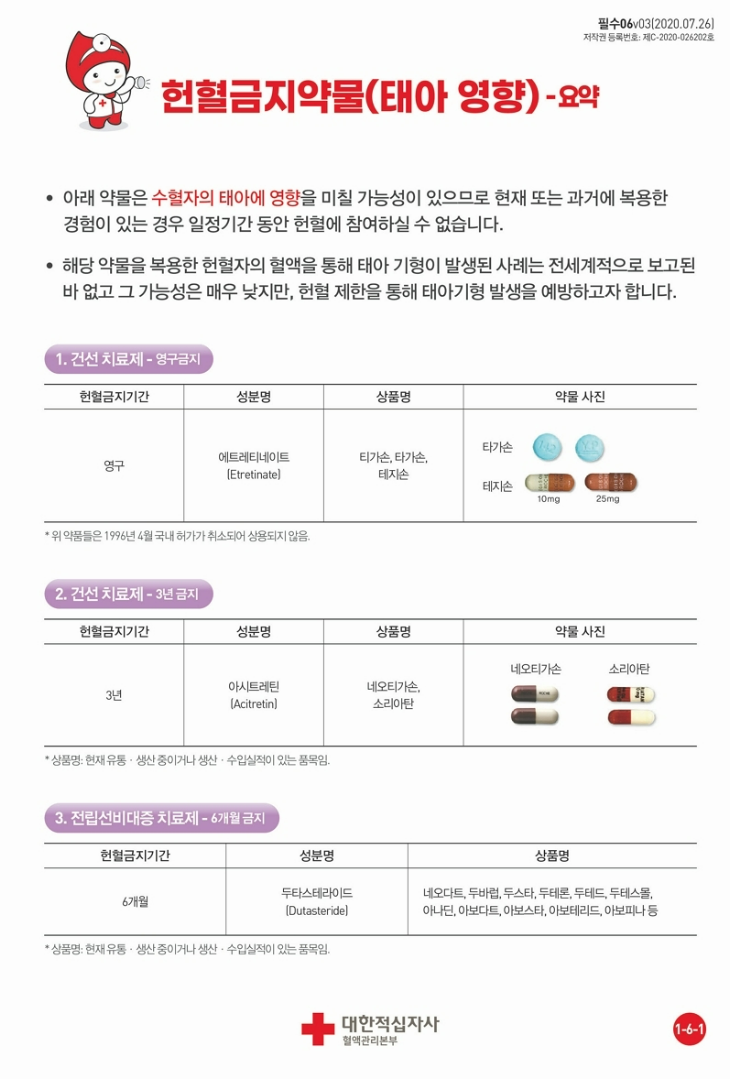 필수06v03(2020.07.26)
저작권 등록번호: 제C-2020-026202호
헌혈금지약물(태아 영향) - 요약
• 아래 약물은 수혈자의 태아에 영향을 미칠 가능성이 있으므로 현재 또는 과거에 복용한
경험이 있는 경우 일정기간 동안 헌혈에 참여하실 수 없습니다.
• 해당 약물을 복용한 헌혈자의 혈액을 통해 태아 기형이 발생된 사례는 전세계적으로 보고된
바 없고 그 가능성은 매우 낮지만, 헌혈 제한을 통해 태아기형 발생을 예방하고자 합니다.
1. 건선 치료제 - 영구금지
헌혈금지기간 성분명 상품명 약물 사진
영구
에트레티네이트
(Etretinate)
티가손, 타가손,
테지손
타가손
테지손
10mg 25mg
* 위 약품들은 1996년 4월 국내 허가가 취소되어 상용되지 않음.
2. 건선 치료제 - 3년 금지
헌혈금지기간 성분명 상품명 약물 사진
3년
아시트레틴
(Acitretin)
네오티가손,
소리아탄
네오티가손 소리아탄
* 상품명: 현재 유통 · 생산 중이거나 생산 · 수입실적이 있는 품목임.
3. 전립선비대증 치료제 - 6개월 금지
헌혈금지기간 성분명 상품명
6개월
두타스테라이드
(Dutasteride)
네오다트, 두바럽, 두스타, 두테론, 두테드, 두테스몰,
아나딘, 아보다트, 아보스타, 아보테리드, 아보피나 등
* 상품명: 현재 유통 · 생산 중이거나 생산 · 수입실적이 있는 품목임.
대한적십자사
혈액관리본부
1-6-1